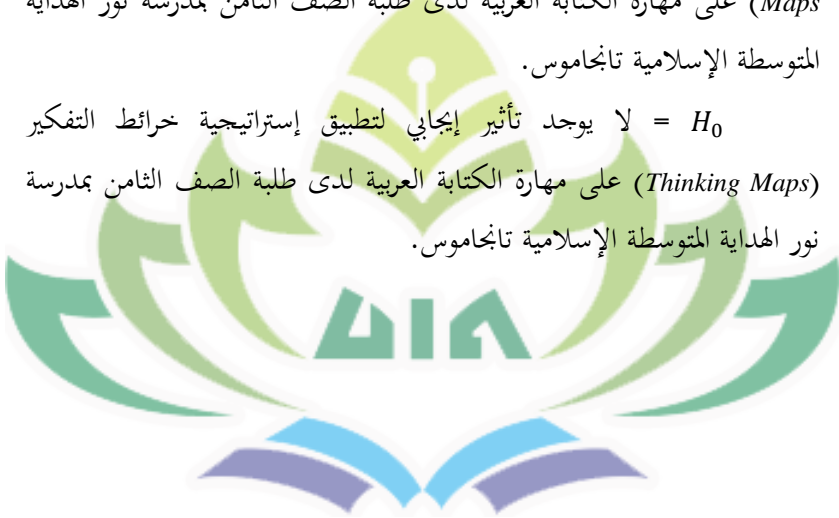 Maps) على مهارة الكتابة العربية لدى طلبة الصف الثامن بمدرسة نور الهداية
المتوسطة الإسلامية تانجاموس.
H₀ = لا يوجد تأثير إيجابي لتطبيق إستراتيجية خرائط التفكير
(Thinking Maps) على مهارة الكتابة العربية لدى طلبة الصف الثامن بمدرسة
نور الهداية المتوسطة الإسلامية تانجاموس.